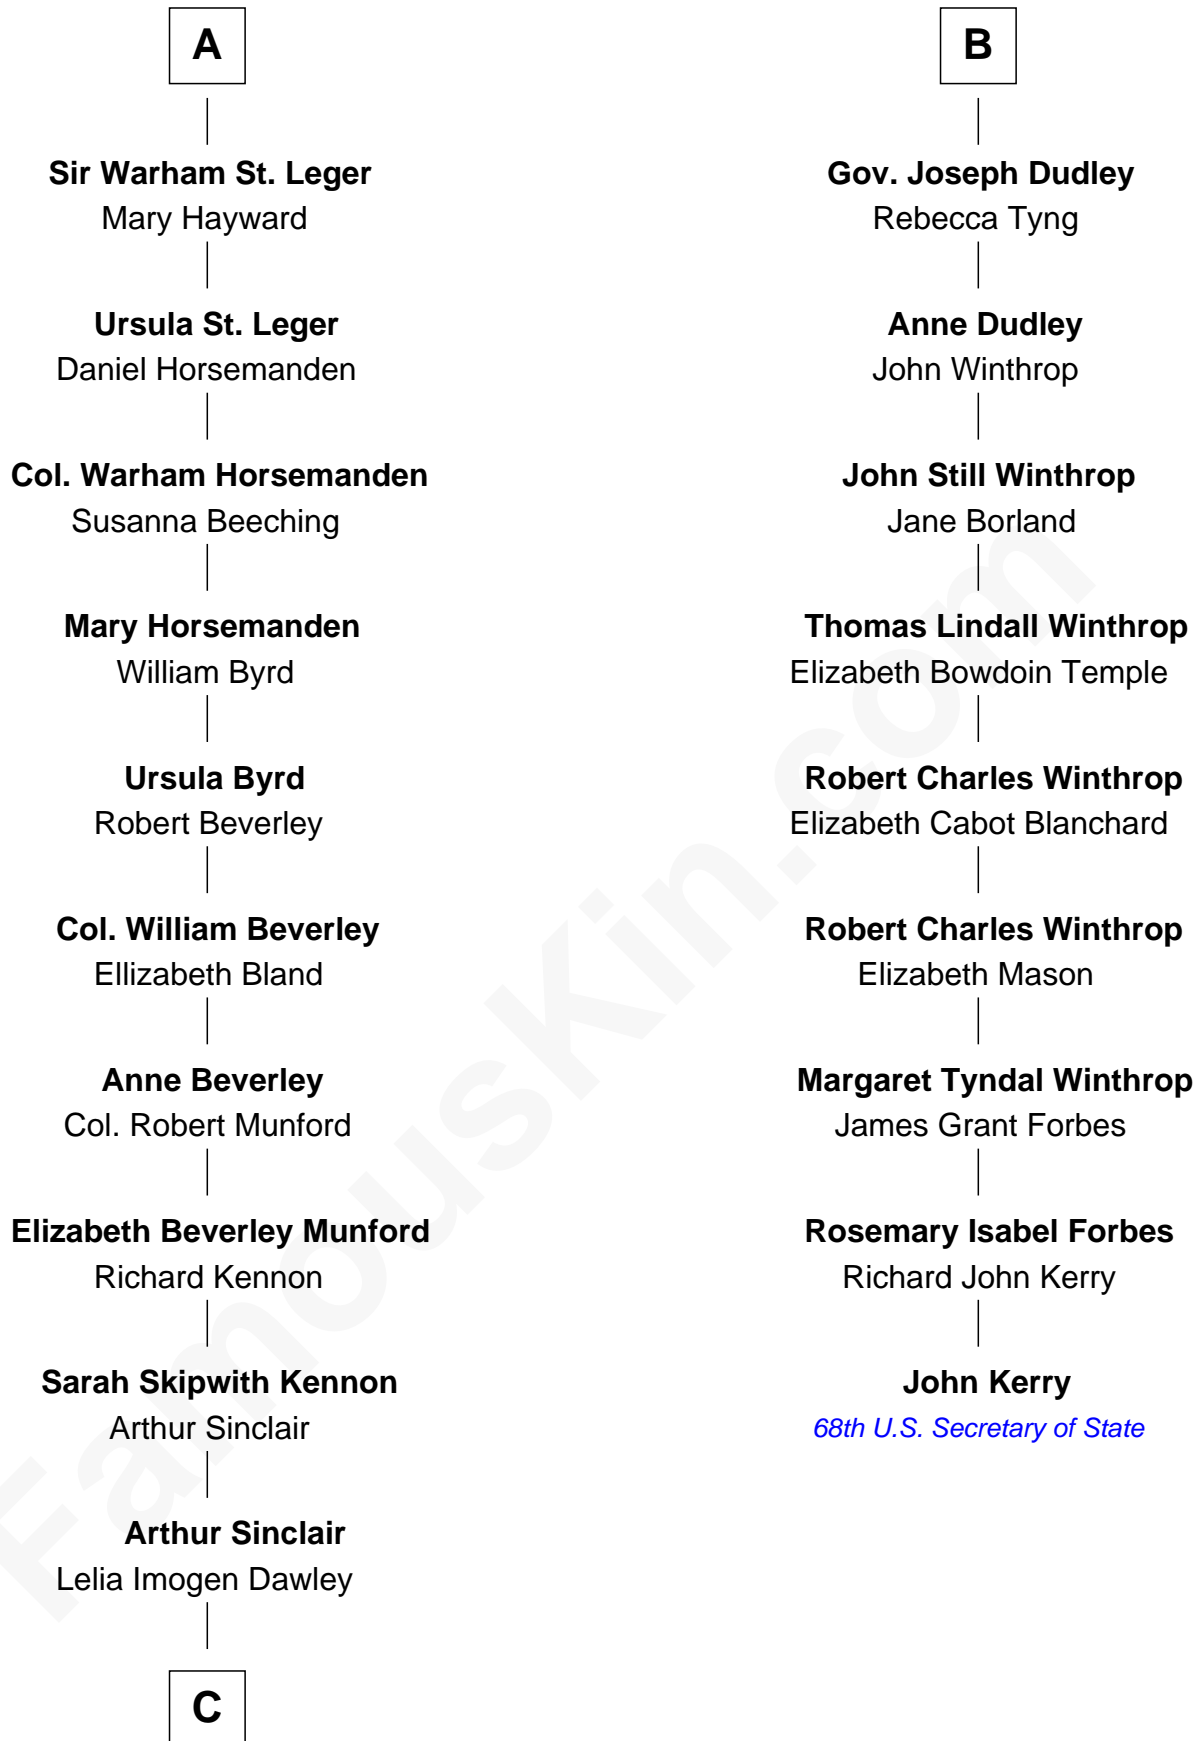 A
Sir Warham St. Leger
Mary Hayward
Ursula St. Leger
Daniel Horsemanden
Col. Warham Horsemanden
Susanna Beeching
Mary Horsemanden
William Byrd
Ursula Byrd
Robert Beverley
Col. William Beverley
Ellizabeth Bland
Anne Beverley
Col. Robert Munford
Elizabeth Beverley Munford
Richard Kennon
Sarah Skipwith Kennon
Arthur Sinclair
Arthur Sinclair
Lelia Imogen Dawley
C
B
Gov. Joseph Dudley
Rebecca Tyng
Anne Dudley
John Winthrop
John Still Winthrop
Jane Borland
Thomas Lindall Winthrop
Elizabeth Bowdoin Temple
Robert Charles Winthrop
Elizabeth Cabot Blanchard
Robert Charles Winthrop
Elizabeth Mason
Margaret Tyndal Winthrop
James Grant Forbes
Rosemary Isabel Forbes
Richard John Kerry
John Kerry
68th U.S. Secretary of State
FamousKin.com